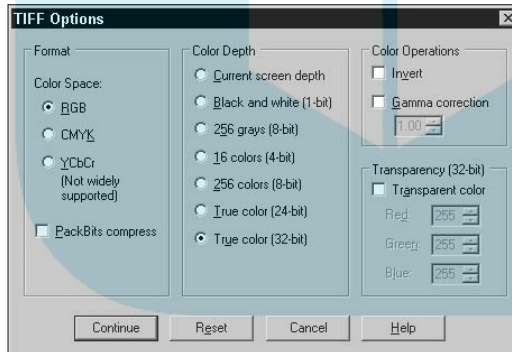 TIFF Options
Format
Color Space:
RGB
CMYK
YCbCr
(Not widely
supported)
PackBits compress
Color Depth
Current screen depth
Black and white (1-bit)
256 grays (8-bit)
16 colors (4-bit)
256 colors (8-bit)
True color (24-bit)
True color (32-bit)
Color Operations
Invert
Gamma correction
1.00
Transparency (32-bit)
Transparent color
Red: 255
Green: 255
Blue: 255
Continue Reset Cancel Help